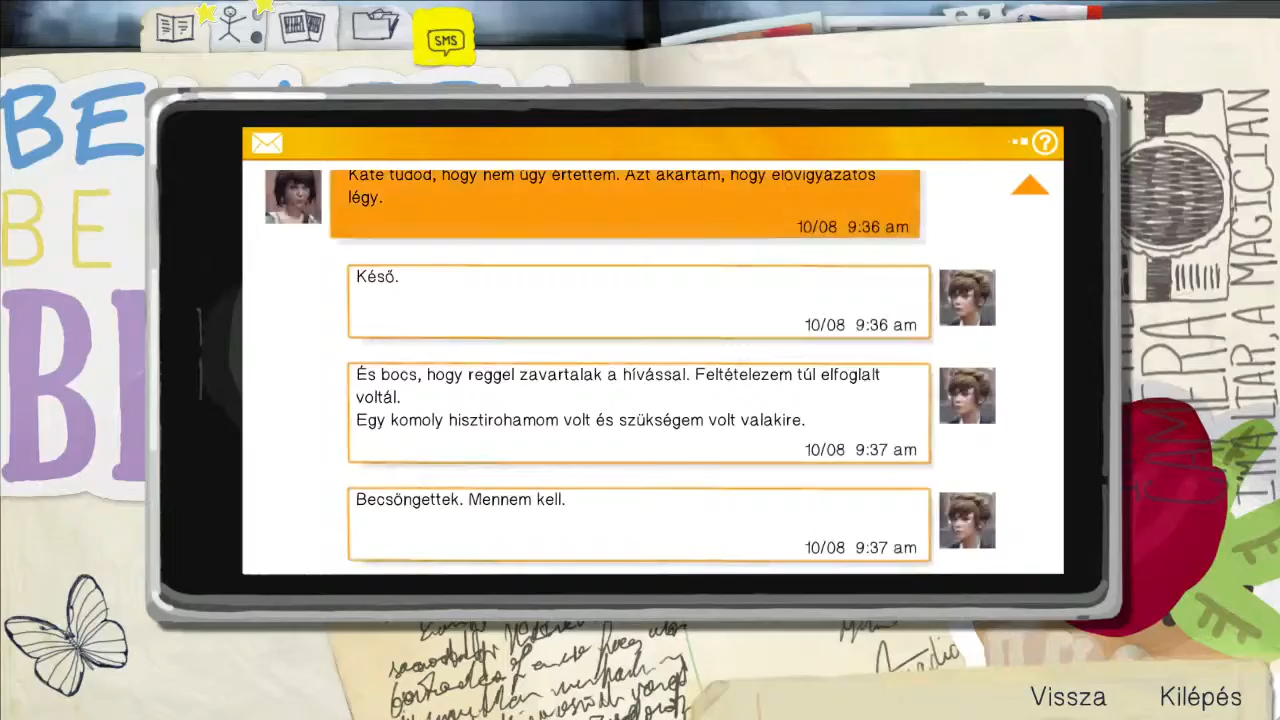 SMS
BE
BE
Kate tudod, hogy nem úgy értettem. Azt akartam, hogy elővigyázatos
légy.
10/08 9:36 am
Késő.
10/08 9:36 am
És bocs, hogy reggel zavartalak a hívással. Feltételezem túl elfoglalt
voltál.
Egy komoly hisztirohamom volt és szükségem volt valakire.
10/08 9:37 am
Becsöngettek. Mennem kell.
10/08 9:37 am
A MAGICIAN
Vissza
Kilépés